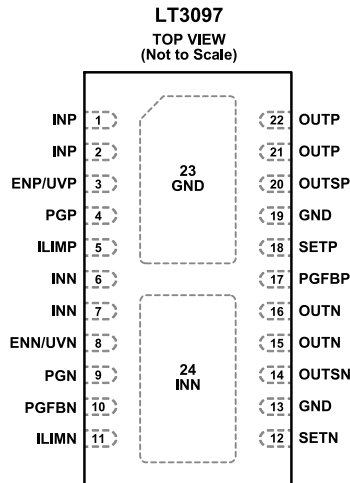 LT3097
TOP VIEW
(Not to Scale)
INP 1
INP 2
ENP/UVP 3
PGP 4
ILIMP 5
INN 6
INN 7
ENN/UVN 8
PGN 9
PGFBN 10
ILIMN 11
23
GND
24
INN
22 OUTP
21 OUTP
20 OUTSP
19 GND
18 SETP
17 PGFBP
16 OUTN
15 OUTN
14 OUTSN
13 GND
12 SETN